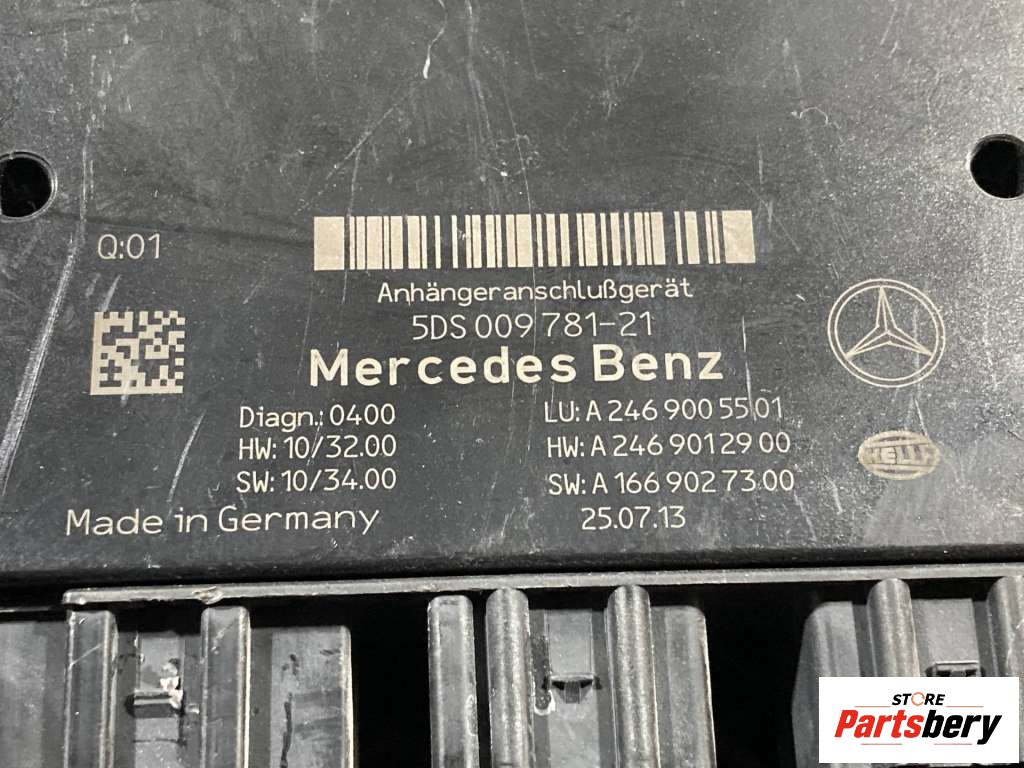 Q:01
Anhängeranschlußgerät
5DS 009 781-21
Mercedes Benz
Diagn.: 0400
LU: A 246 900 55 01
HW: 10/32.00
HW: A 246 901 29 00
SW: 10/34.00
SW: A 166 902 73 00
HELLA
Made in Germany
25.07.13
STORE
Partsbery